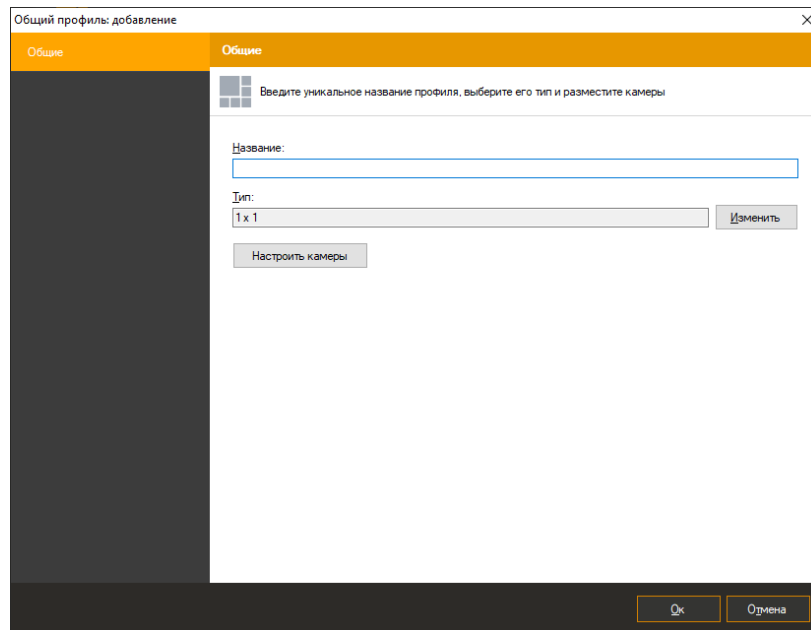 Общий профиль: добавление
Общие
Общие
Введите уникальное название профиля, выберите его тип и разместите камеры
Название:
Тип:
1 x 1
Изменить
Настроить камеры
Ок
Отмена